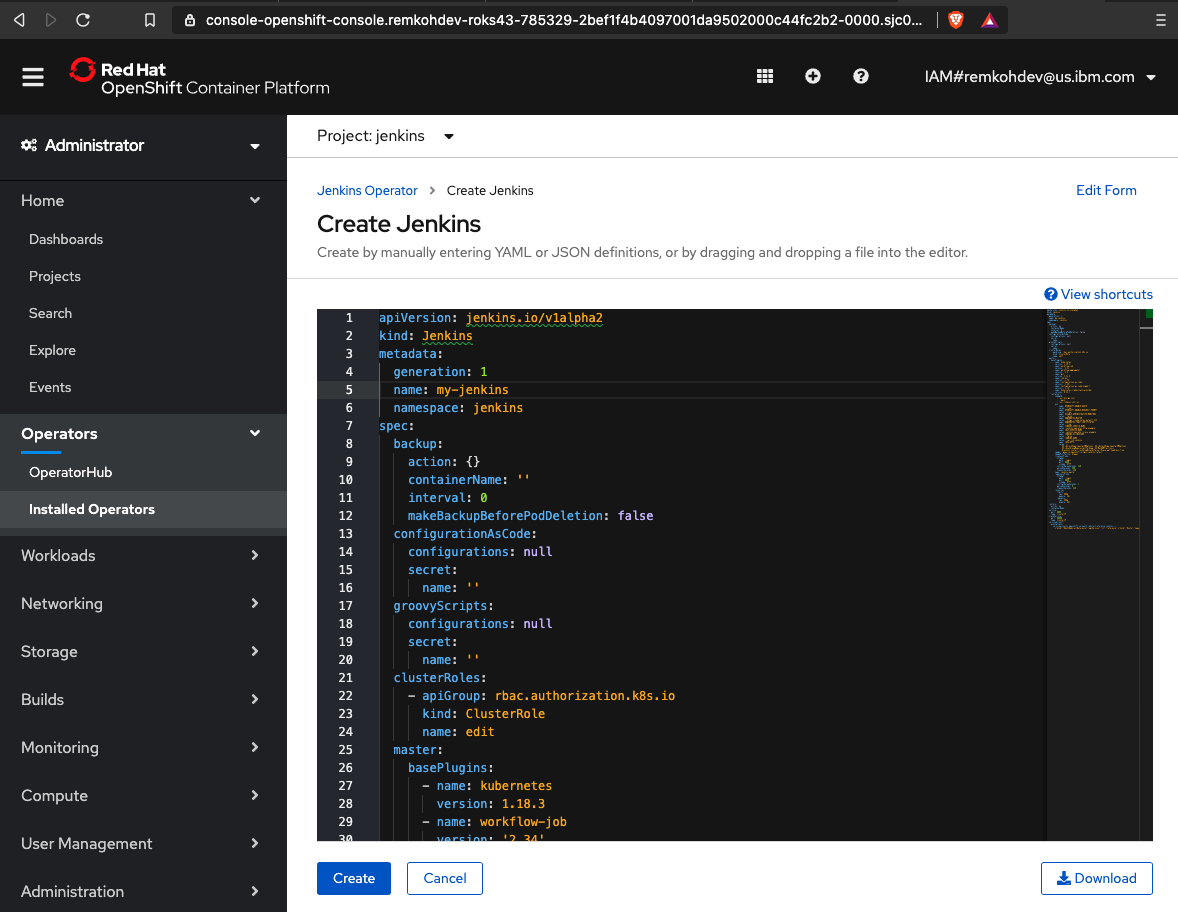 console-openshift-console.remkohdev-roks43-785329-2bef1f4b4097001da9502000c44fc2b2-0000.sjc0...
Red Hat
OpenShift Container Platform
IAM#remkohdev@us.ibm.com
Administrator
Home
Dashboards
Projects
Search
Explore
Events
Operators
OperatorHub
Installed Operators
Workloads
Networking
Storage
Builds
Monitoring
Compute
User Management
Administration
Project: jenkins
Jenkins Operator > Create Jenkins
Edit Form
Create Jenkins
Create by manually entering YAML or JSON definitions, or by dragging and dropping a file into the editor.
View shortcuts
1 apiVersion: jenkins.io/v1alpha2
2 kind: Jenkins
3 metadata:
4   generation: 1
5   name: my-jenkins
6   namespace: jenkins
7 spec:
8   backup:
9     action: {}
10     containerName: ''
11     interval: 0
12     makeBackupBeforePodDeletion: false
13   configurationAsCode:
14     configurations: null
15     secret:
16       name: ''
17   groovyScripts:
18     configurations: null
19     secret:
20       name: ''
21   clusterRoles:
22     - apiGroup: rbac.authorization.k8s.io
23       kind: ClusterRole
24       name: edit
25   master:
26     basePlugins:
27       - name: kubernetes
28         version: 1.18.3
29       - name: workflow-job
30         version: '2.34'
Create
Cancel
Download